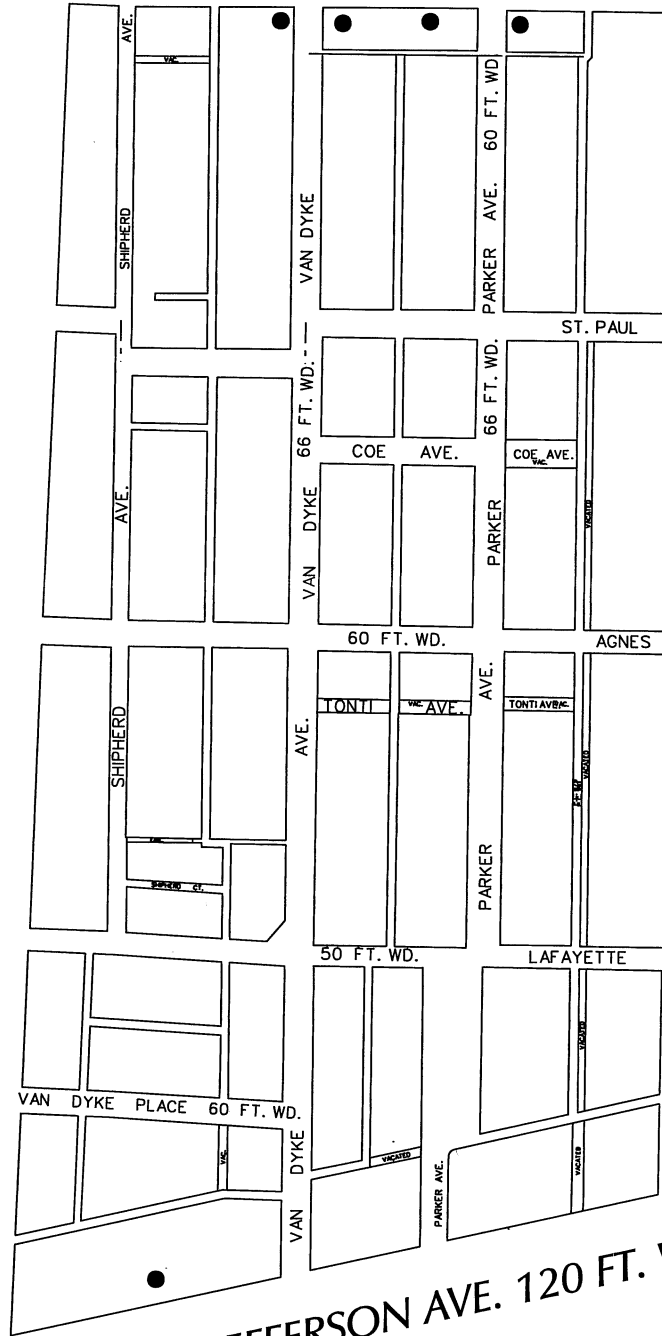 AVE.
VAC.
60 FT. WD.
SHIPHERD
VAN DYKE
PARKER AVE.
ST. PAUL
66 FT. WD.
66 FT. WD.
COE AVE.
COE AVE.
VAC.
AVE.
VAN DYKE
PARKER
VACATED
60 FT. WD.
AGNES
AVE.
TONTI
VAC. AVE.
TONTI AVE.
SHIPHERD
AVE.
VACATED
PARKER
SHIPHERD CT.
50 FT. WD.
LAFAYETTE
VACATED
VAN DYKE PLACE 60 FT. WD.
VAC.
VAN DYKE
VACATED
PARKER AVE.
VACATED
FFERSON AVE. 120 FT.